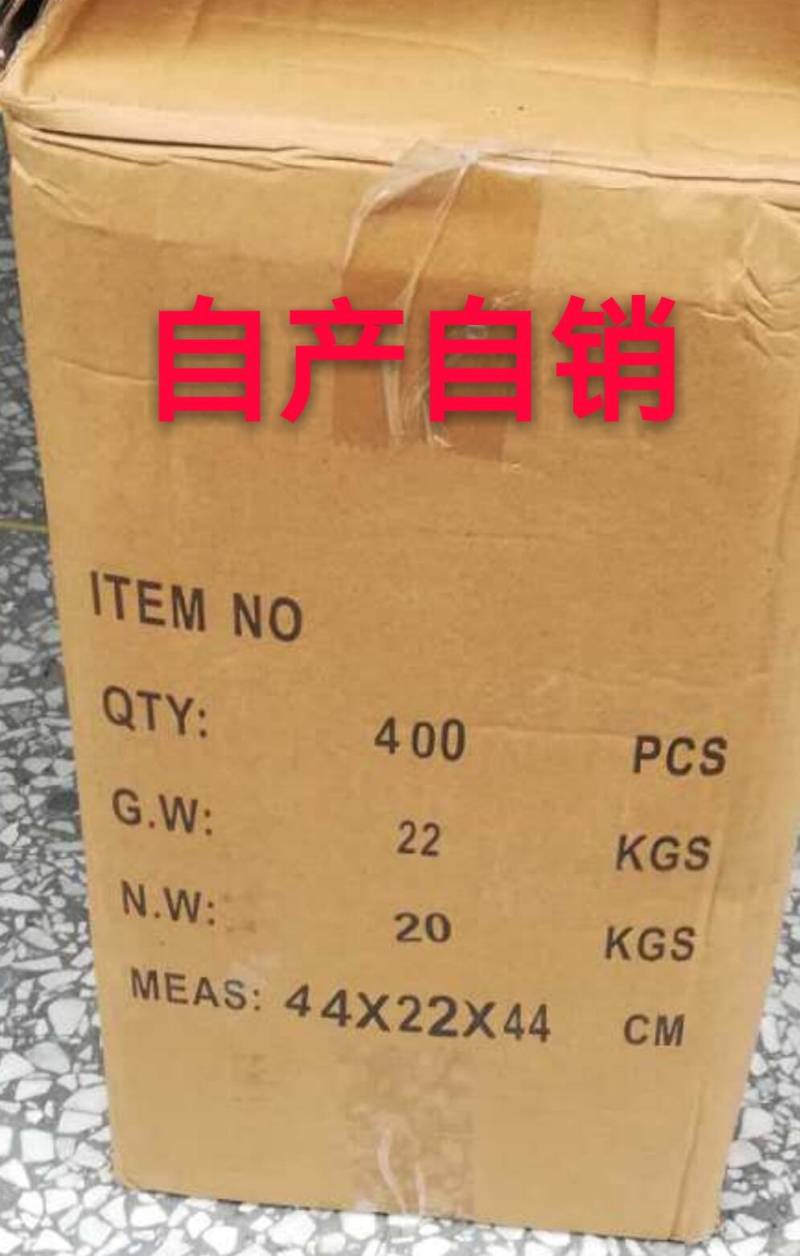 自产自销
ITEM NO
QTY: 400 PCS
G.W: 22 KGS
N.W: 20 KGS
MEAS: 44X22X44 CM